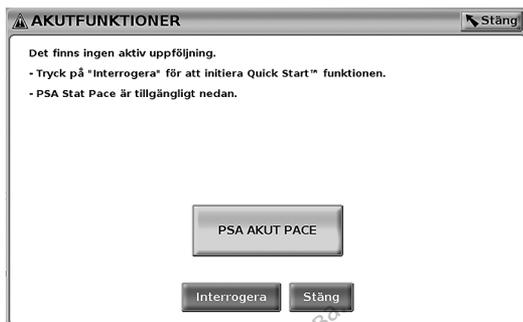 AKUTFUNKTIONER
Stäng
Det finns ingen aktiv uppföljning.
- Tryck på "Interrogera" för att initiera Quick Start™ funktionen.
- PSA Stat Pace är tillgängligt nedan.
PSA AKUT PACE
Interrogera
Stäng